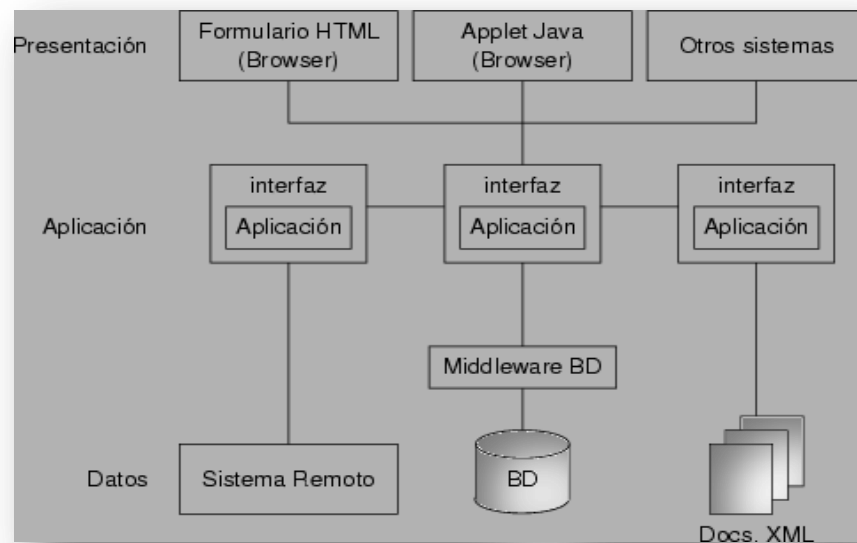 Presentación
Formulario HTML
(Browser)
Applet Java
(Browser)
Otros sistemas
Aplicación
interfaz
Aplicación
interfaz
Aplicación
interfaz
Aplicación
Middleware BD
Datos
Sistema Remoto
BD
Docs. XML